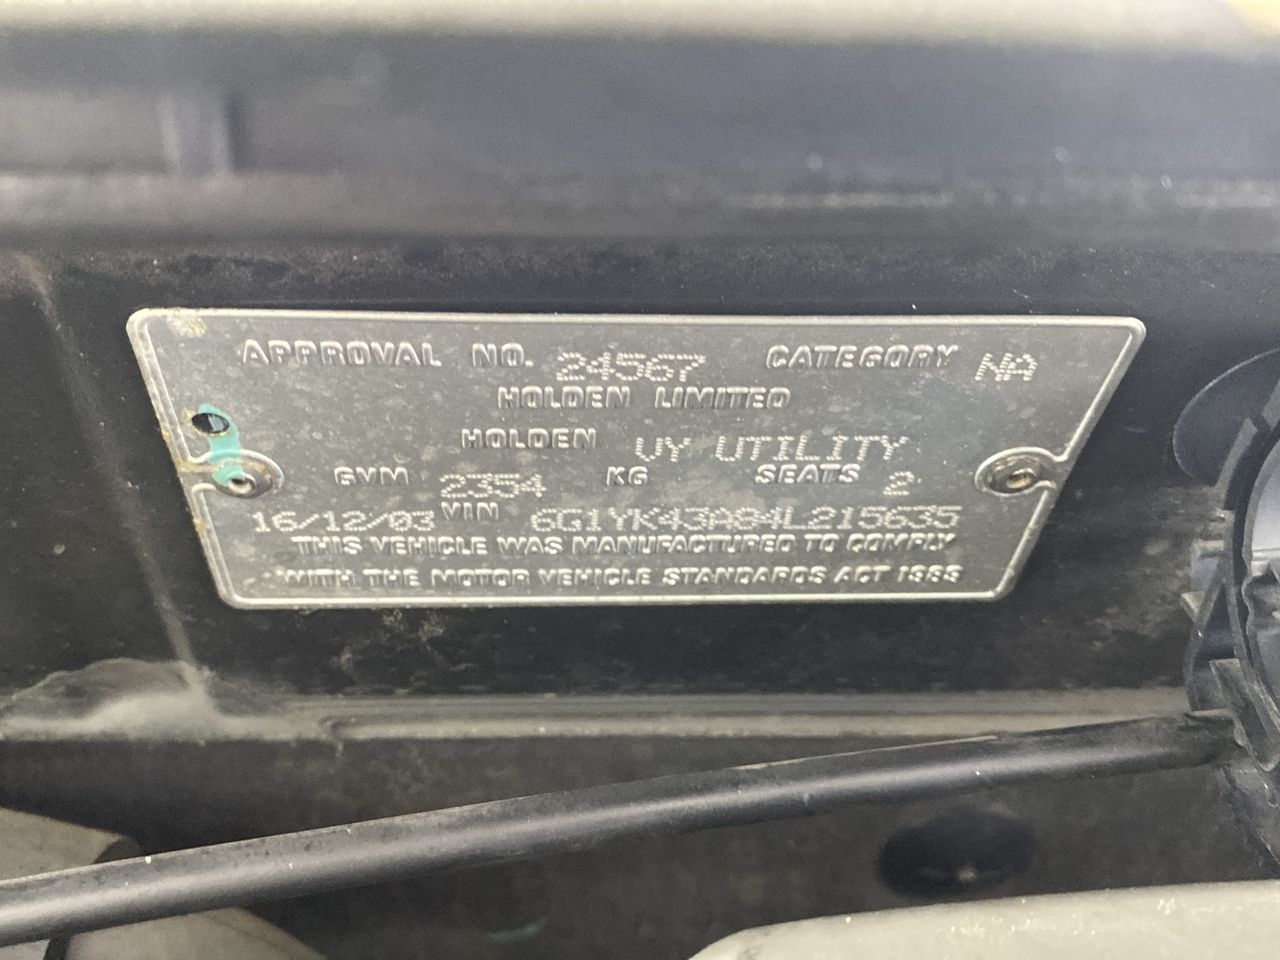 APPROVAL NO. 24567 CATEGORY NA
HOLDEN LIMITED
HOLDEN VY UTILITY
GVM 2354 KG SEATS 2
16/12/03 VIN 6G1YK43A84L215635
THIS VEHICLE WAS MANUFACTURED TO COMPLY
WITH THE MOTOR VEHICLE STANDARDS ACT 1989